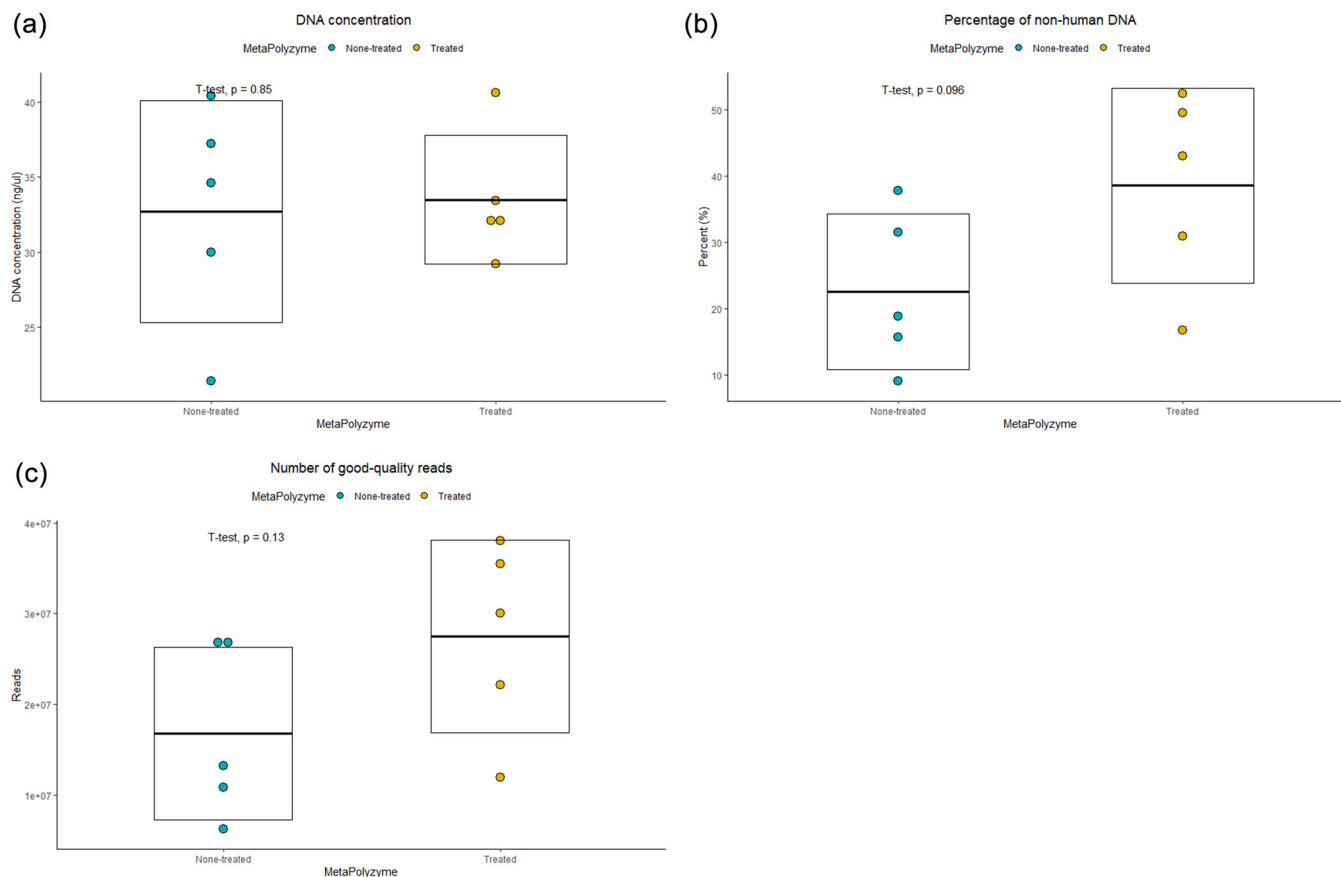 (a)
DNA concentration
MetaPolyzyme None-treated Treated
T-test, p = 0.85
DNA concentration (ng/ul)
40
35
30
25
None-treated Treated
MetaPolyzyme
(b)
Percentage of non-human DNA
MetaPolyzyme None-treated Treated
T-test, p = 0.096
Percent (%)
50
40
30
20
10
None-treated Treated
MetaPolyzyme
(c)
Number of good-quality reads
MetaPolyzyme None-treated Treated
T-test, p = 0.13
Reads
4e+07
3e+07
2e+07
1e+07
None-treated Treated
MetaPolyzyme